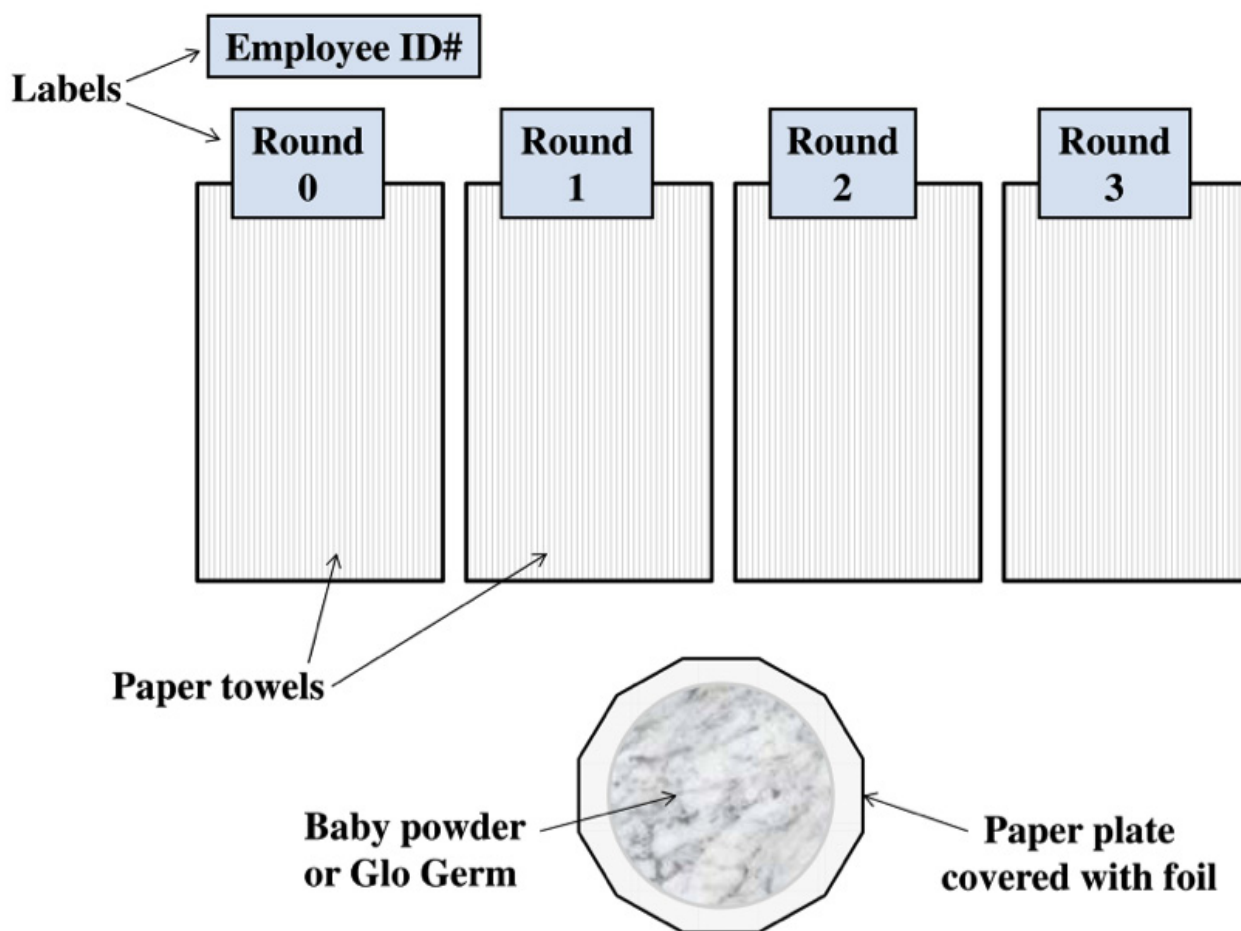 Employee ID#
Labels
Round
0
Round
1
Round
2
Round
3
Paper towels
Baby powder
or Glo Germ
Paper plate
covered with foil